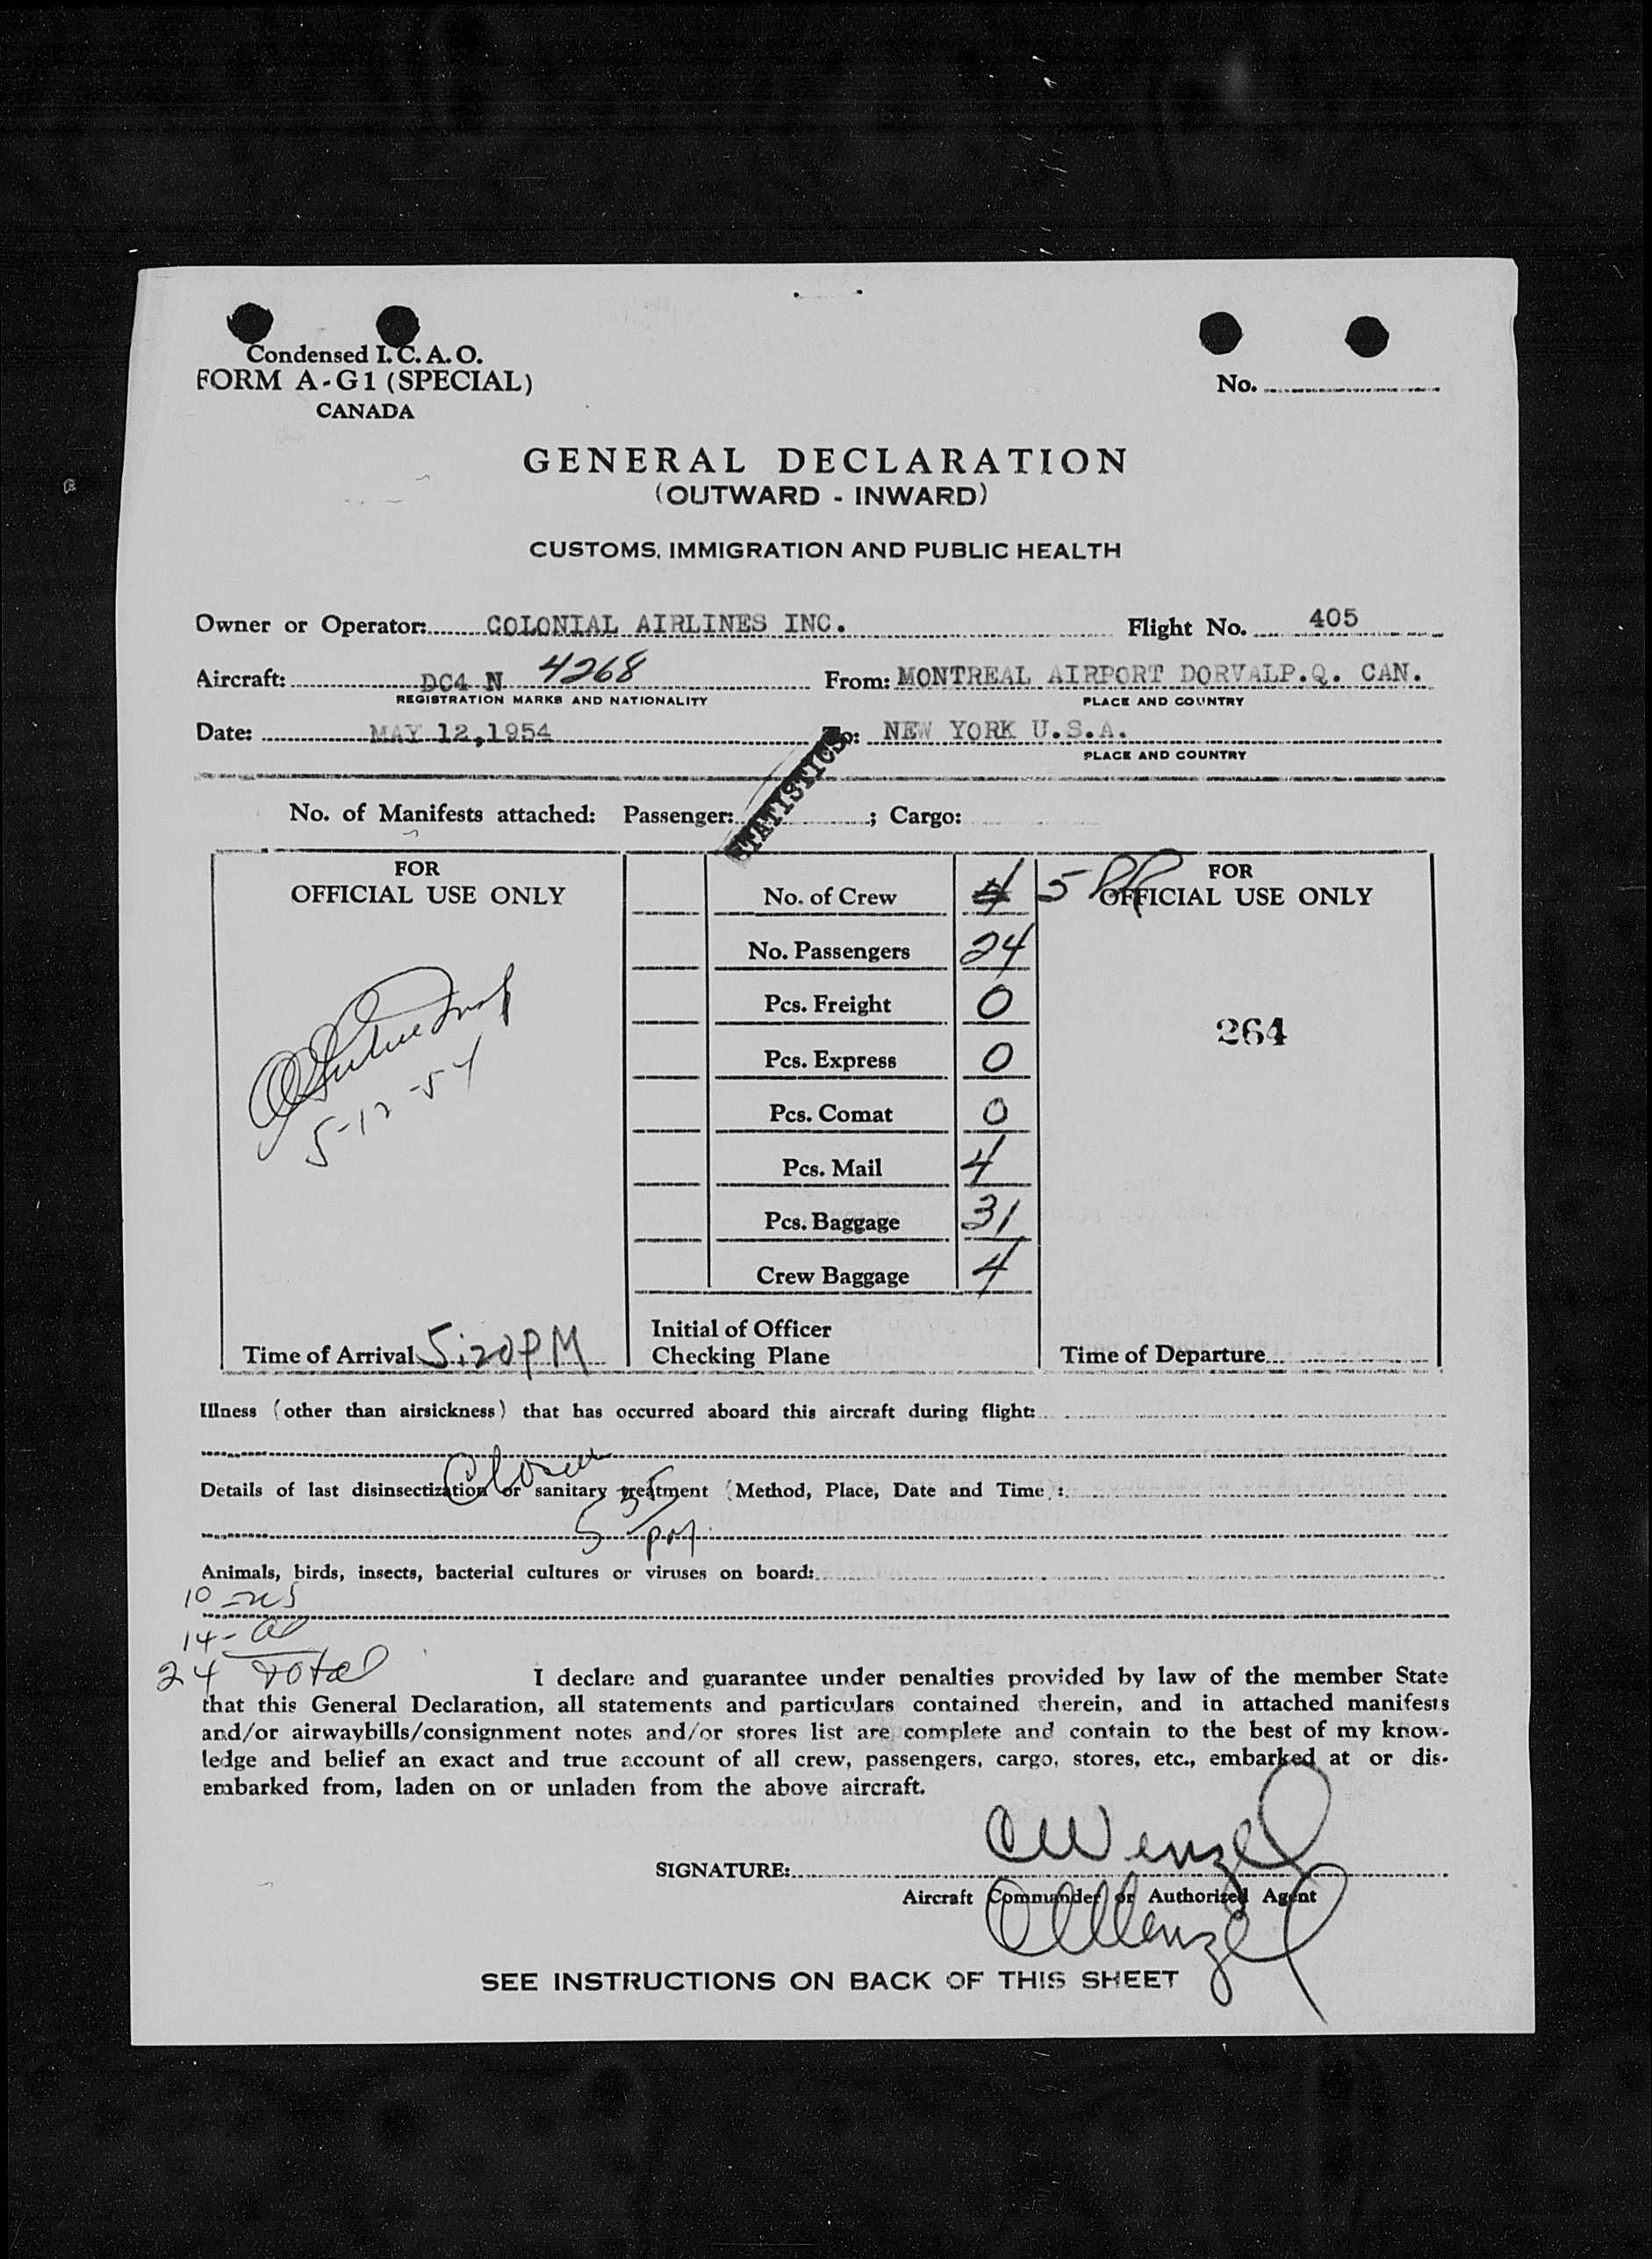 Condensed I.C.A.O.
FORM A-G1 (SPECIAL)
CANADA
No.
GENERAL DECLARATION
(OUTWARD - INWARD)
CUSTOMS, IMMIGRATION AND PUBLIC HEALTH
Owner or Operator: COLONIAL AIRLINES INC. Flight No. 405
Aircraft: DC4 N 4268 From: MONTREAL AIRPORT DORVALP.Q. CAN.
REGISTRATION MARKS AND NATIONALITY PLACE AND COUNTRY
Date: MAY 12,1954 To: NEW YORK U.S.A.
PLACE AND COUNTRY
STATISTICS
No. of Manifests attached: Passenger: ; Cargo:
FOR
OFFICIAL USE ONLY
5-12-54
Time of Arrival 5:20 PM
No. of Crew 4 5
No. Passengers 24
Pcs. Freight 0
Pcs. Express 0
Pcs. Comat 0
Pcs. Mail 4
Pcs. Baggage 31
Crew Baggage 4
Initial of Officer
Checking Plane
FOR
OFFICIAL USE ONLY
264
Time of Departure
Illness (other than airsickness) that has occurred aboard this aircraft during flight:
Details of last disinsectization or sanitary treatment (Method, Place, Date and Time):
5 35 PM
Animals, birds, insects, bacterial cultures or viruses on board:
10
14 -
24 Total
I declare and guarantee under penalties provided by law of the member State
that this General Declaration, all statements and particulars contained therein, and in attached manifests
and/or airwaybills/consignment notes and/or stores list are complete and contain to the best of my know-
ledge and belief an exact and true account of all crew, passengers, cargo, stores, etc., embarked at or dis-
embarked from, laden on or unladen from the above aircraft.
SIGNATURE: CWenzel
Aircraft Commander or Authorized Agent
CWenzel
SEE INSTRUCTIONS ON BACK OF THIS SHEET